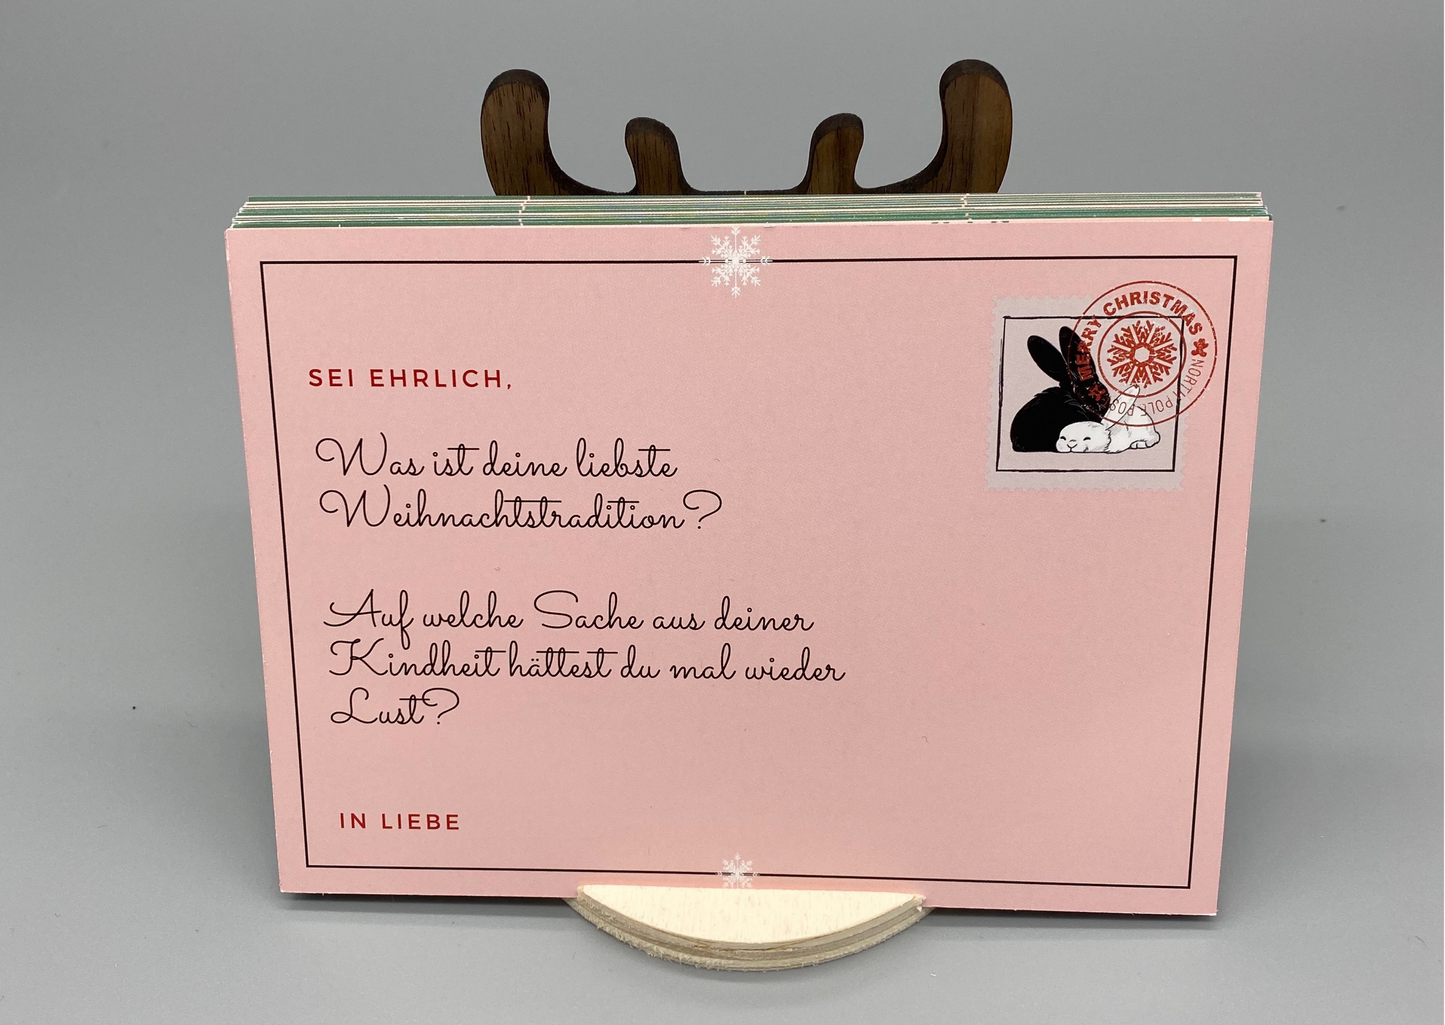 SEI EHRLICH,
Was ist deine liebste
Weihnachtstradition?
Auf welche Sache aus deiner
Kindheit hättest du mal wieder
Lust?
IN LIEBE
MERRY CHRISTMAS
NORTH POLE POST